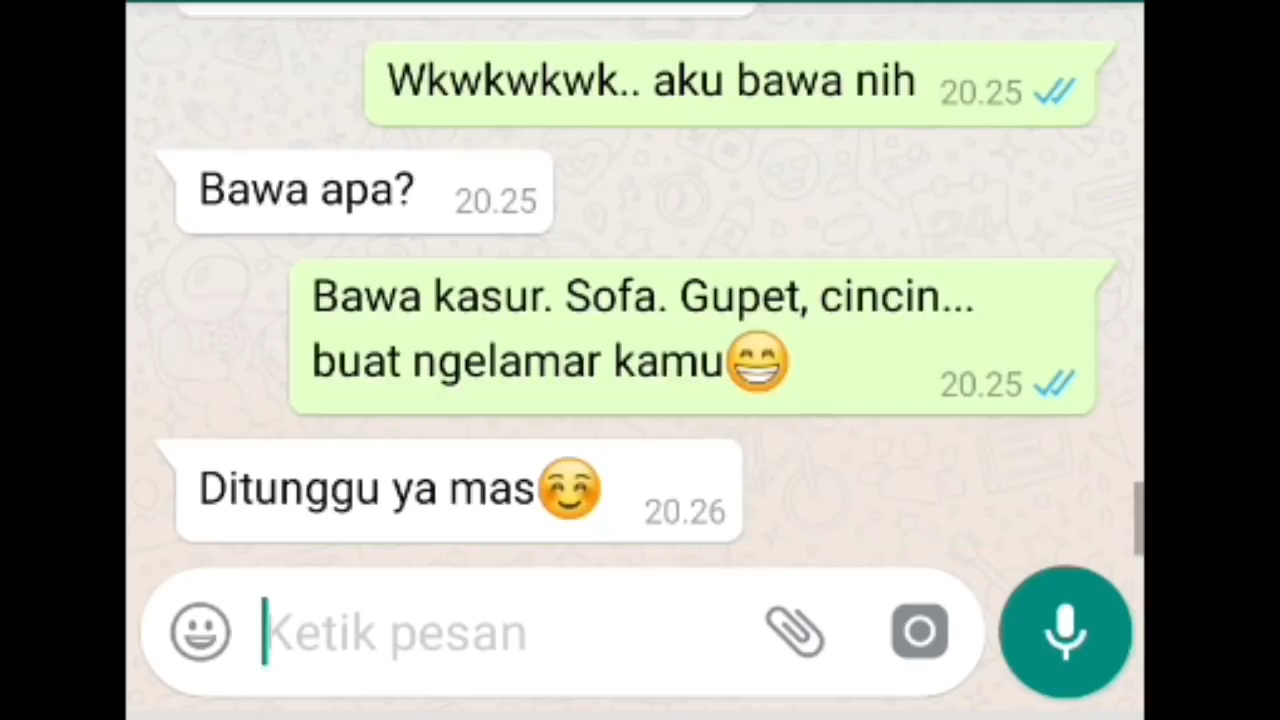 Wkwkwkwk.. aku bawa nih 20.25
Bawa apa? 20.25
Bawa kasur. Sofa. Gupet, cincin...
buat ngelamar kamu😁 20.25
Ditunggu ya mas☺️ 20.26
Ketik pesan